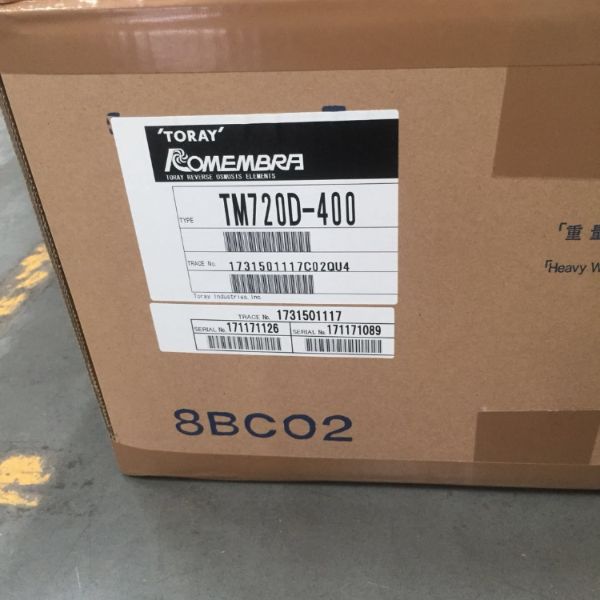 'TORAY'
ROMEMBRA
TORAY REVERSE OSMOSIS ELEMENTS
TYPE TM720D-400
TRACE No. 1731501117C02QU4
Toray Industries, Inc.
TRACE No. 1731501117
SERIAL No. 171171126 SERIAL No. 171171089
「重
「Heavy W
8BC02